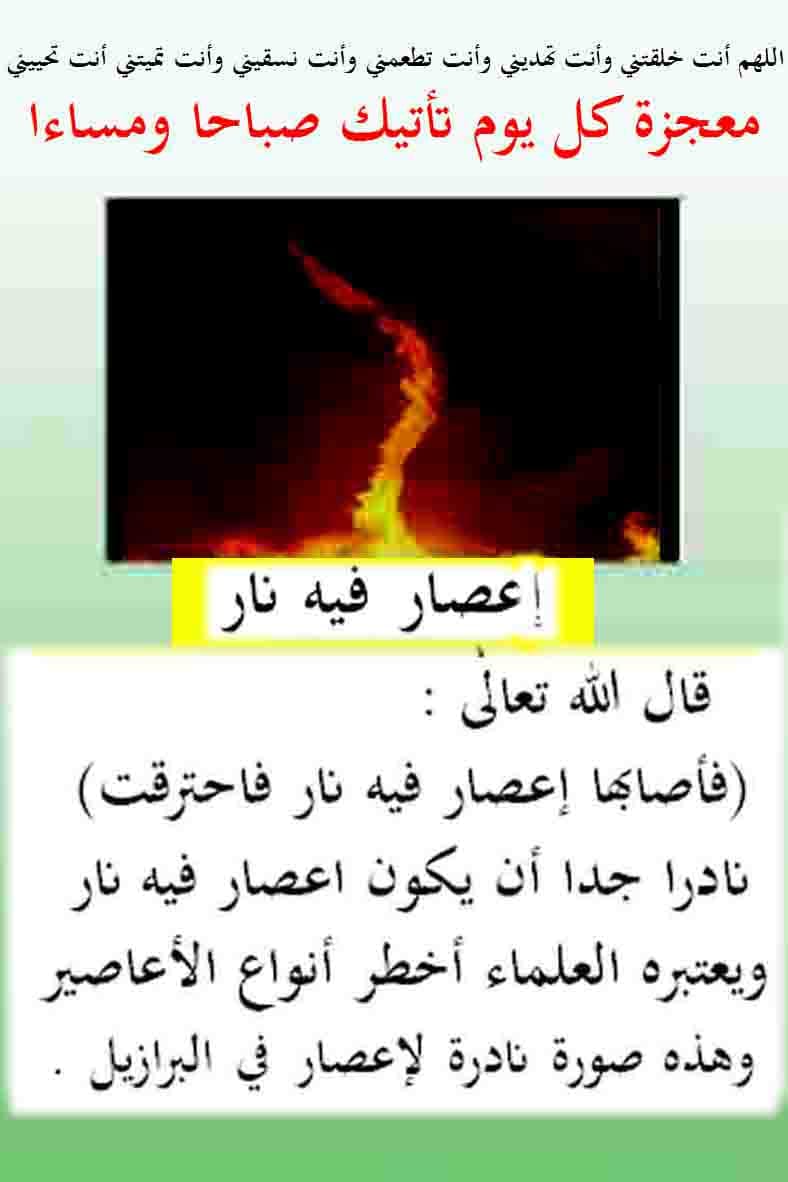 اللهم أنت خلقتني وأنت تهديني وأنت تطعمني وأنت نسقيني وأنت تميتني أنت تحييني
معجزة كل يوم تأتيك صباحا ومساءا
إعصار فيه نار
قال الله تعالى :
(فأصابها إعصار فيه نار فاحترقت)
نادرا جدا أن يكون اعصار فيه نار
ويعتبره العلماء أخطر أنواع الأعاصير
وهذه صورة نادرة لإعصار في البرازيل .